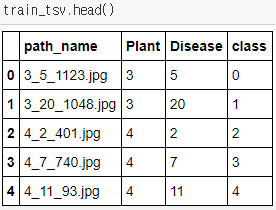 train_tsv.head()
path_name Plant Disease class
0 3_5_1123.jpg 3 5 0
1 3_20_1048.jpg 3 20 1
2 4_2_401.jpg 4 2 2
3 4_7_740.jpg 4 7 3
4 4_11_93.jpg 4 11 4